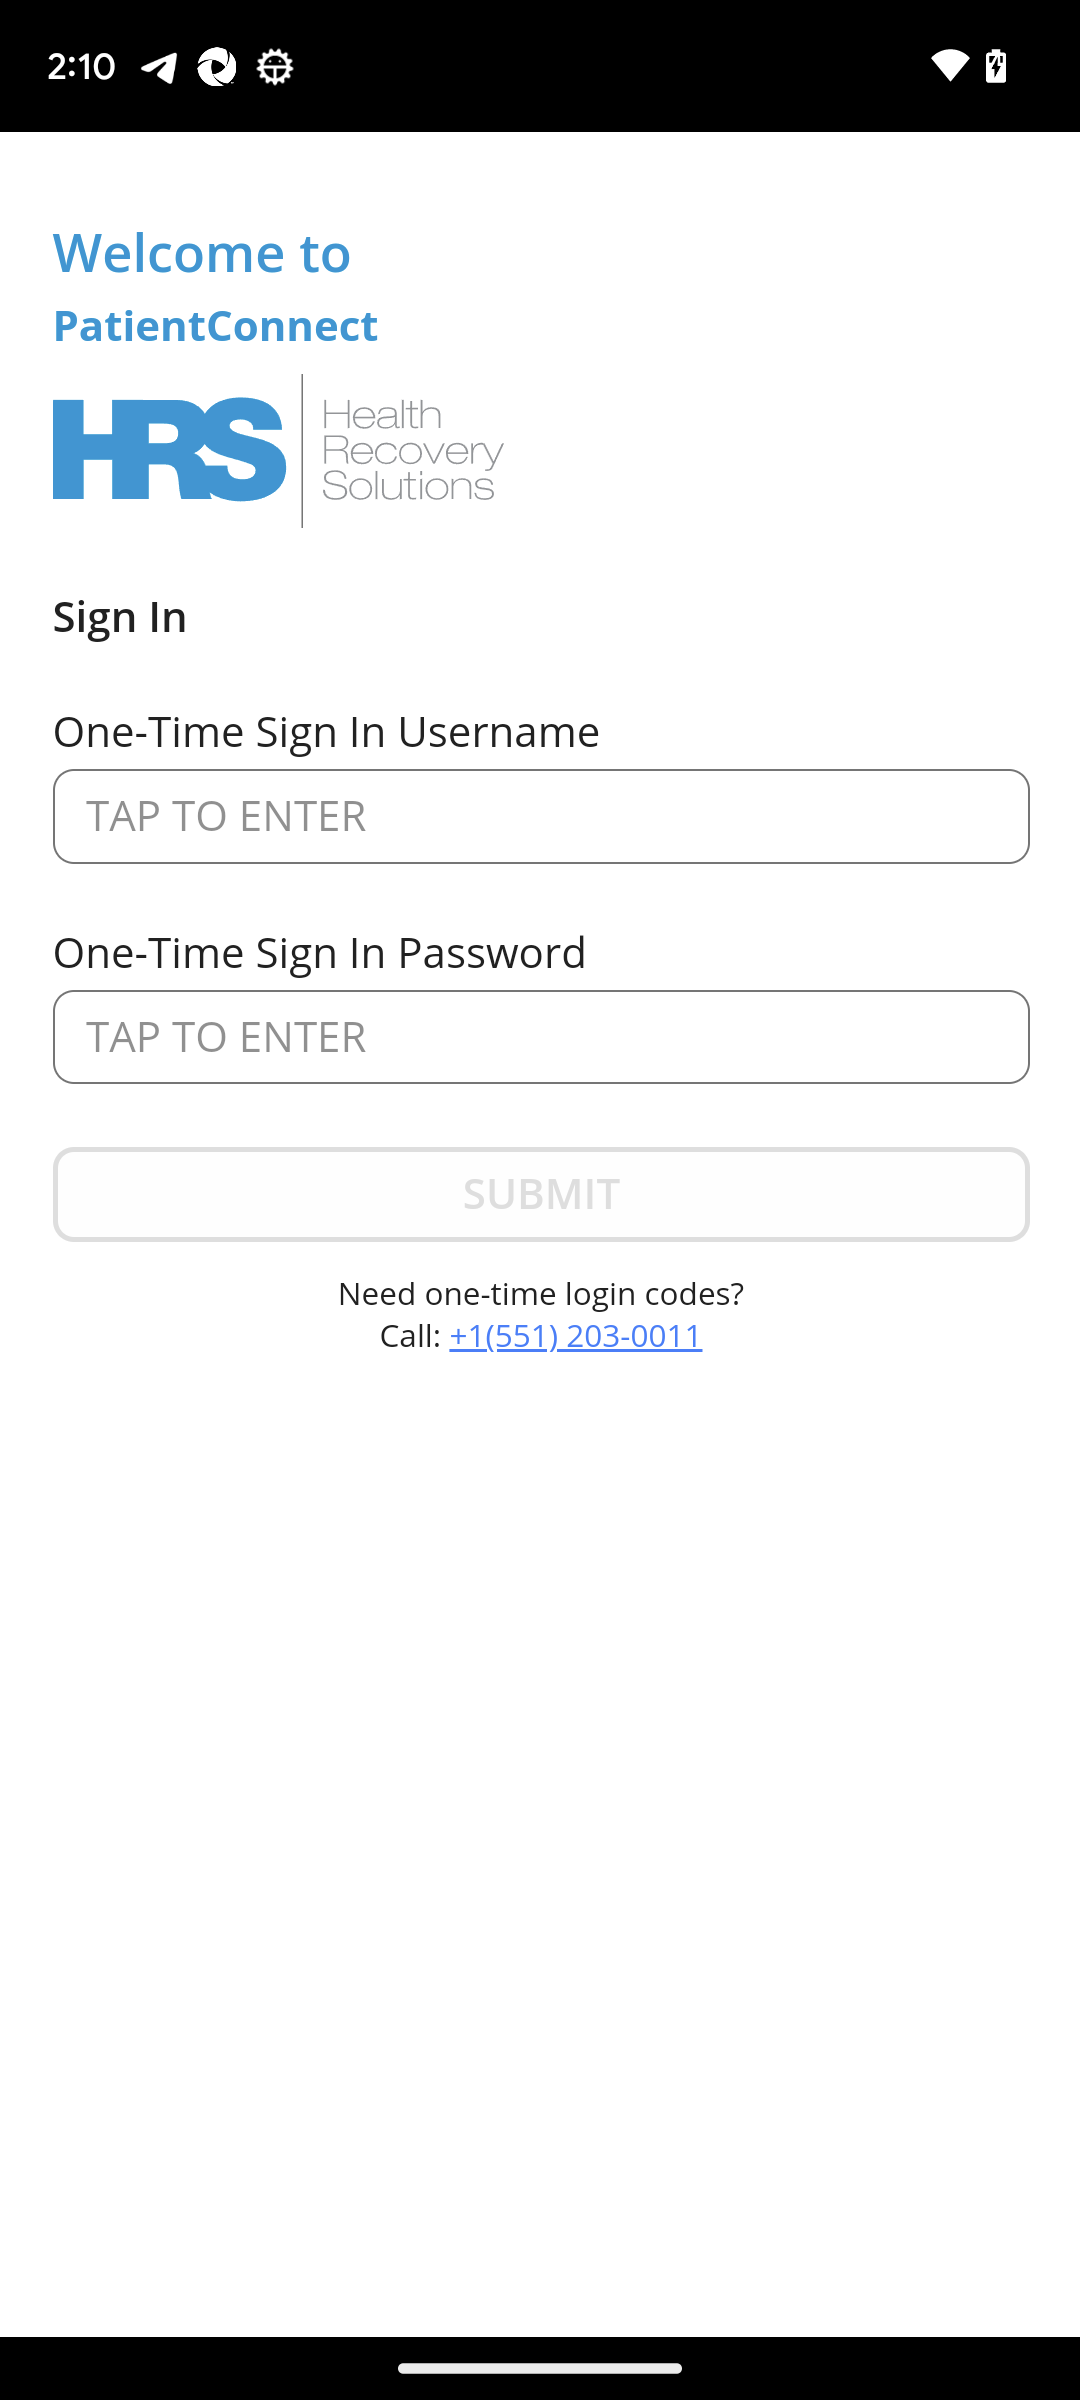 2:10
Welcome to
PatientConnect
HRS
Health
Recovery
Solutions
Sign In
One-Time Sign In Username
TAP TO ENTER
One-Time Sign In Password
TAP TO ENTER
SUBMIT
Need one-time login codes?
Call: +1(551) 203-0011